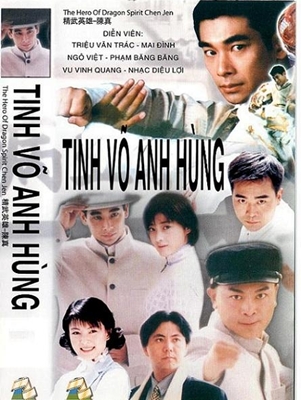 The Hero Of Dragon Spirit Chen Jen
精武英雄-陳真
DIỄN VIÊN:
TRIỆU VĂN TRÁC - MAI ĐÌNH
NGÔ VIỆT - PHẠM BĂNG BĂNG
VU VINH QUANG - NHẠC DIỆU LỢI
TINH VÕ ANH HÙNG
TINH VÕ ANH HÙNG
The Hero Of Dragon Spirit Chen Jen
精武英雄-陳真